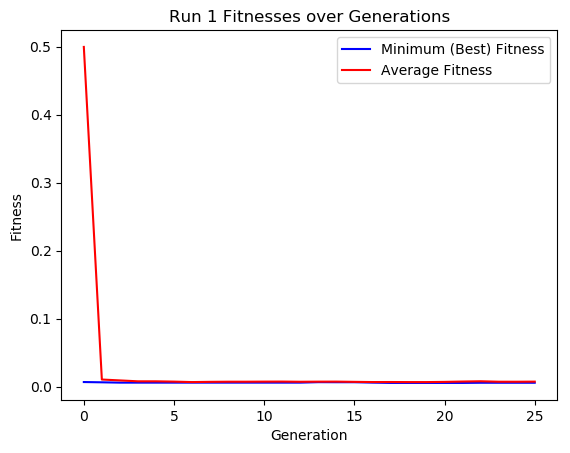 Run 1 Fitnesses over Generations
Minimum (Best) Fitness
Average Fitness
0.5
0.4
0.3
0.2
0.1
0.0
Fitness
0 5 10 15 20 25
Generation